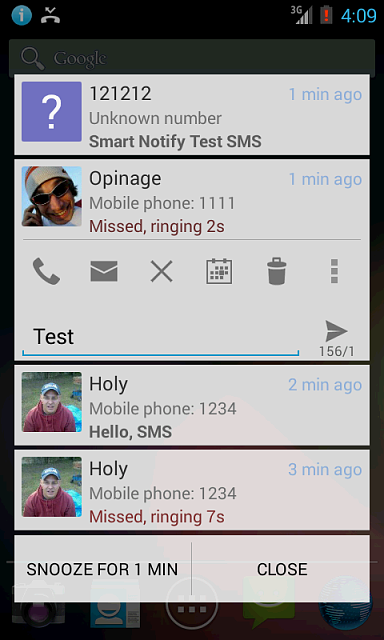 3G
4:09
Google
121212
1 min ago
Unknown number
Smart Notify Test SMS
Opinage
1 min ago
Mobile phone: 1111
Missed, ringing 2s
Test
156/1
Holy
2 min ago
Mobile phone: 1234
Hello, SMS
Holy
3 min ago
Mobile phone: 1234
Missed, ringing 7s
SNOOZE FOR 1 MIN
CLOSE